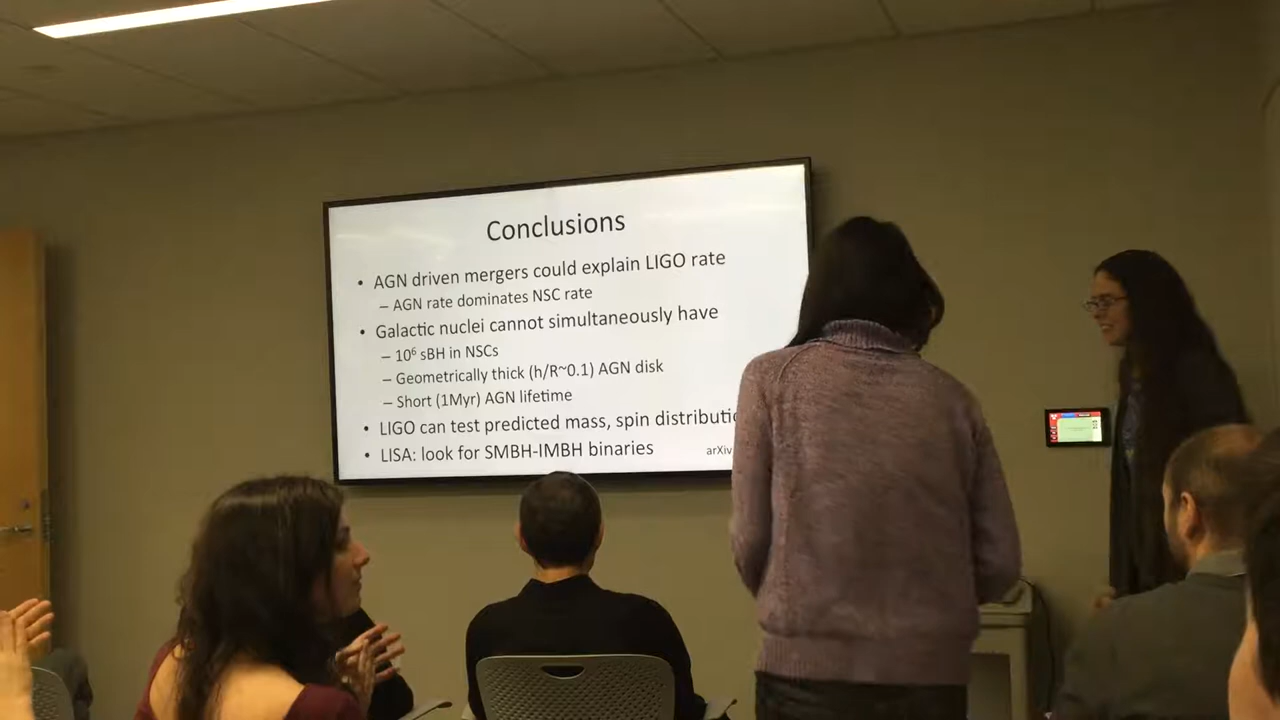 Conclusions
• AGN driven mergers could explain LIGO rate
– AGN rate dominates NSC rate
• Galactic nuclei cannot simultaneously have
– 10⁶ sBH in NSCs
– Geometrically thick (h/R~0.1) AGN disk
– Short (1Myr) AGN lifetime
• LIGO can test predicted mass, spin
• LISA: look for SMBH-IMBH binaries
arXiv